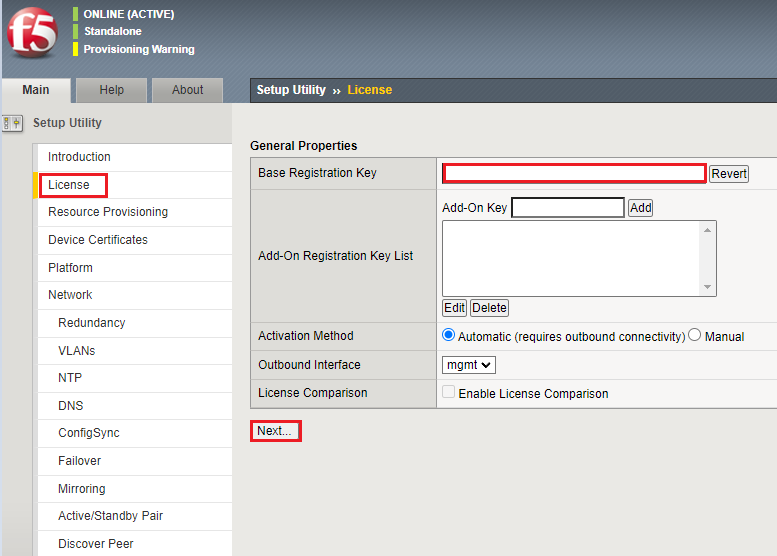 f5
ONLINE (ACTIVE)
Standalone
Provisioning Warning
Main Help About
Setup Utility ›› License
Setup Utility
Introduction
License
Resource Provisioning
Device Certificates
Platform
Network
Redundancy
VLANs
NTP
DNS
ConfigSync
Failover
Mirroring
Active/Standby Pair
Discover Peer
General Properties
Base Registration Key Revert
Add-On Registration Key List Add-On Key Add
Edit Delete
Activation Method Automatic (requires outbound connectivity) Manual
Outbound Interface mgmt
License Comparison Enable License Comparison
Next...